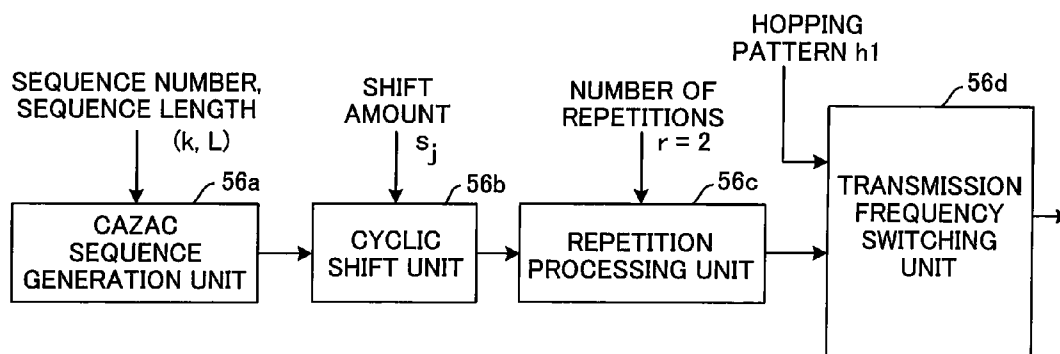 HOPPING
PATTERN h1
SEQUENCE NUMBER,
SEQUENCE LENGTH
(k, L)
SHIFT
AMOUNT
s_j
NUMBER OF
REPETITIONS
r = 2
56a
56b
56c
56d
CAZAC
SEQUENCE
GENERATION UNIT
CYCLIC
SHIFT UNIT
REPETITION
PROCESSING UNIT
TRANSMISSION
FREQUENCY
SWITCHING
UNIT